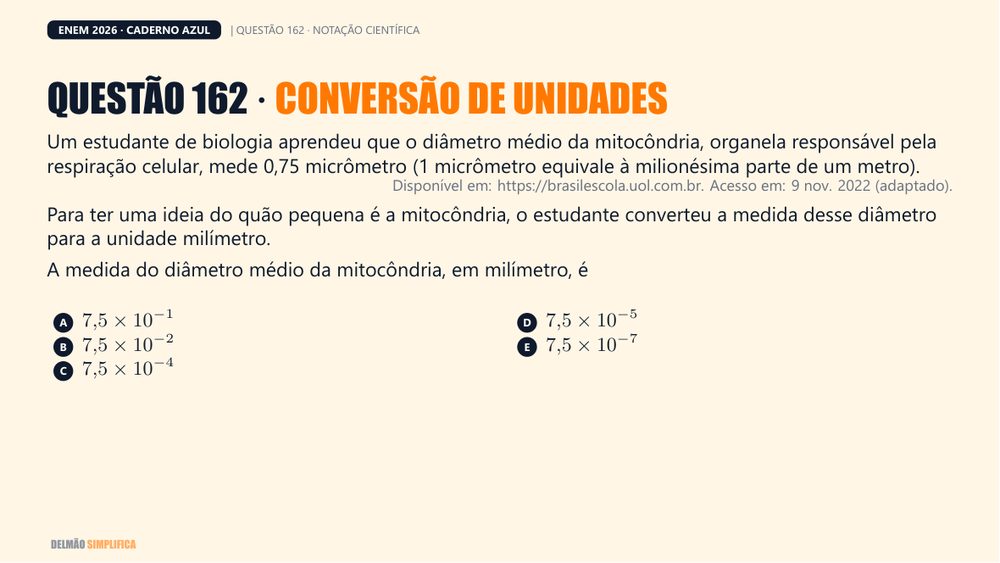 ENEM 2026 · CADERNO AZUL | QUESTÃO 162 · NOTAÇÃO CIENTÍFICA
QUESTÃO 162 · CONVERSÃO DE UNIDADES
Um estudante de biologia aprendeu que o diâmetro médio da mitocôndria, organela responsável pela
respiração celular, mede 0,75 micrômetro (1 micrômetro equivale à milionésima parte de um metro).
Disponível em: https://brasilescola.uol.com.br. Acesso em: 9 nov. 2022 (adaptado).
Para ter uma ideia do quão pequena é a mitocôndria, o estudante converteu a medida desse diâmetro
para a unidade milímetro.
A medida do diâmetro médio da mitocôndria, em milímetro, é
A 7,5 × 10⁻¹
B 7,5 × 10⁻²
C 7,5 × 10⁻⁴
D 7,5 × 10⁻⁵
E 7,5 × 10⁻⁷
DELMÃO SIMPLIFICA